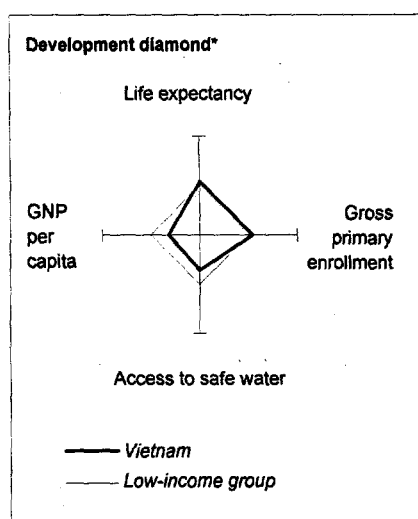 Development diamond*
Life expectancy
GNP
per
capita
Gross
primary
enrollment
Access to safe water
Vietnam
Low-income group